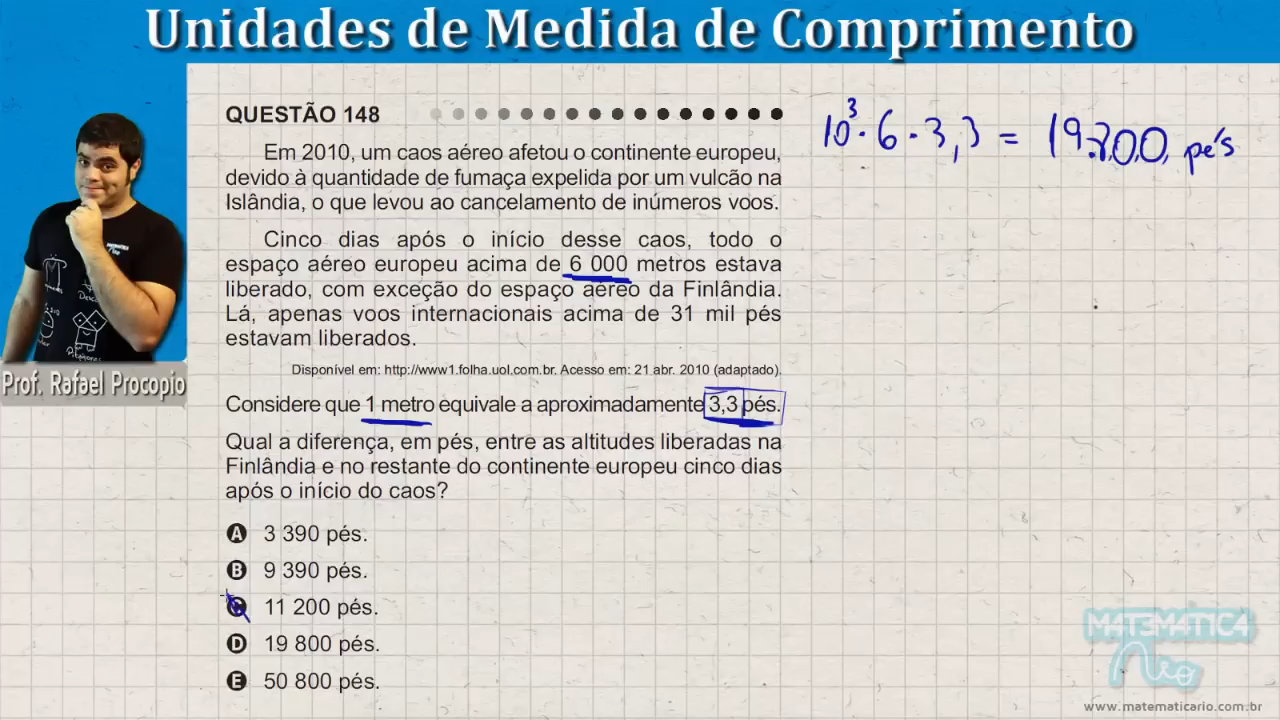 Unidades de Medida de Comprimento
QUESTÃO 148
10³ · 6 · 3,3 = 19.800, pés
Em 2010, um caos aéreo afetou o continente europeu,
devido à quantidade de fumaça expelida por um vulcão na
Islândia, o que levou ao cancelamento de inúmeros voos.
Cinco dias após o início desse caos, todo o
espaço aéreo europeu acima de 6 000 metros estava
liberado, com exceção do espaço aéreo da Finlândia.
Lá, apenas voos internacionais acima de 31 mil pés
estavam liberados.
Disponível em: http://www1.folha.uol.com.br. Acesso em: 21 abr. 2010 (adaptado).
Considere que 1 metro equivale a aproximadamente 3,3 pés.
Qual a diferença, em pés, entre as altitudes liberadas na
Finlândia e no restante do continente europeu cinco dias
após o início do caos?
A 3 390 pés.
B 9 390 pés.
C 11 200 pés.
D 19 800 pés.
E 50 800 pés.
Prof. Rafael Procopio
MATEMÁTICA
Rio
www.matematicario.com.br